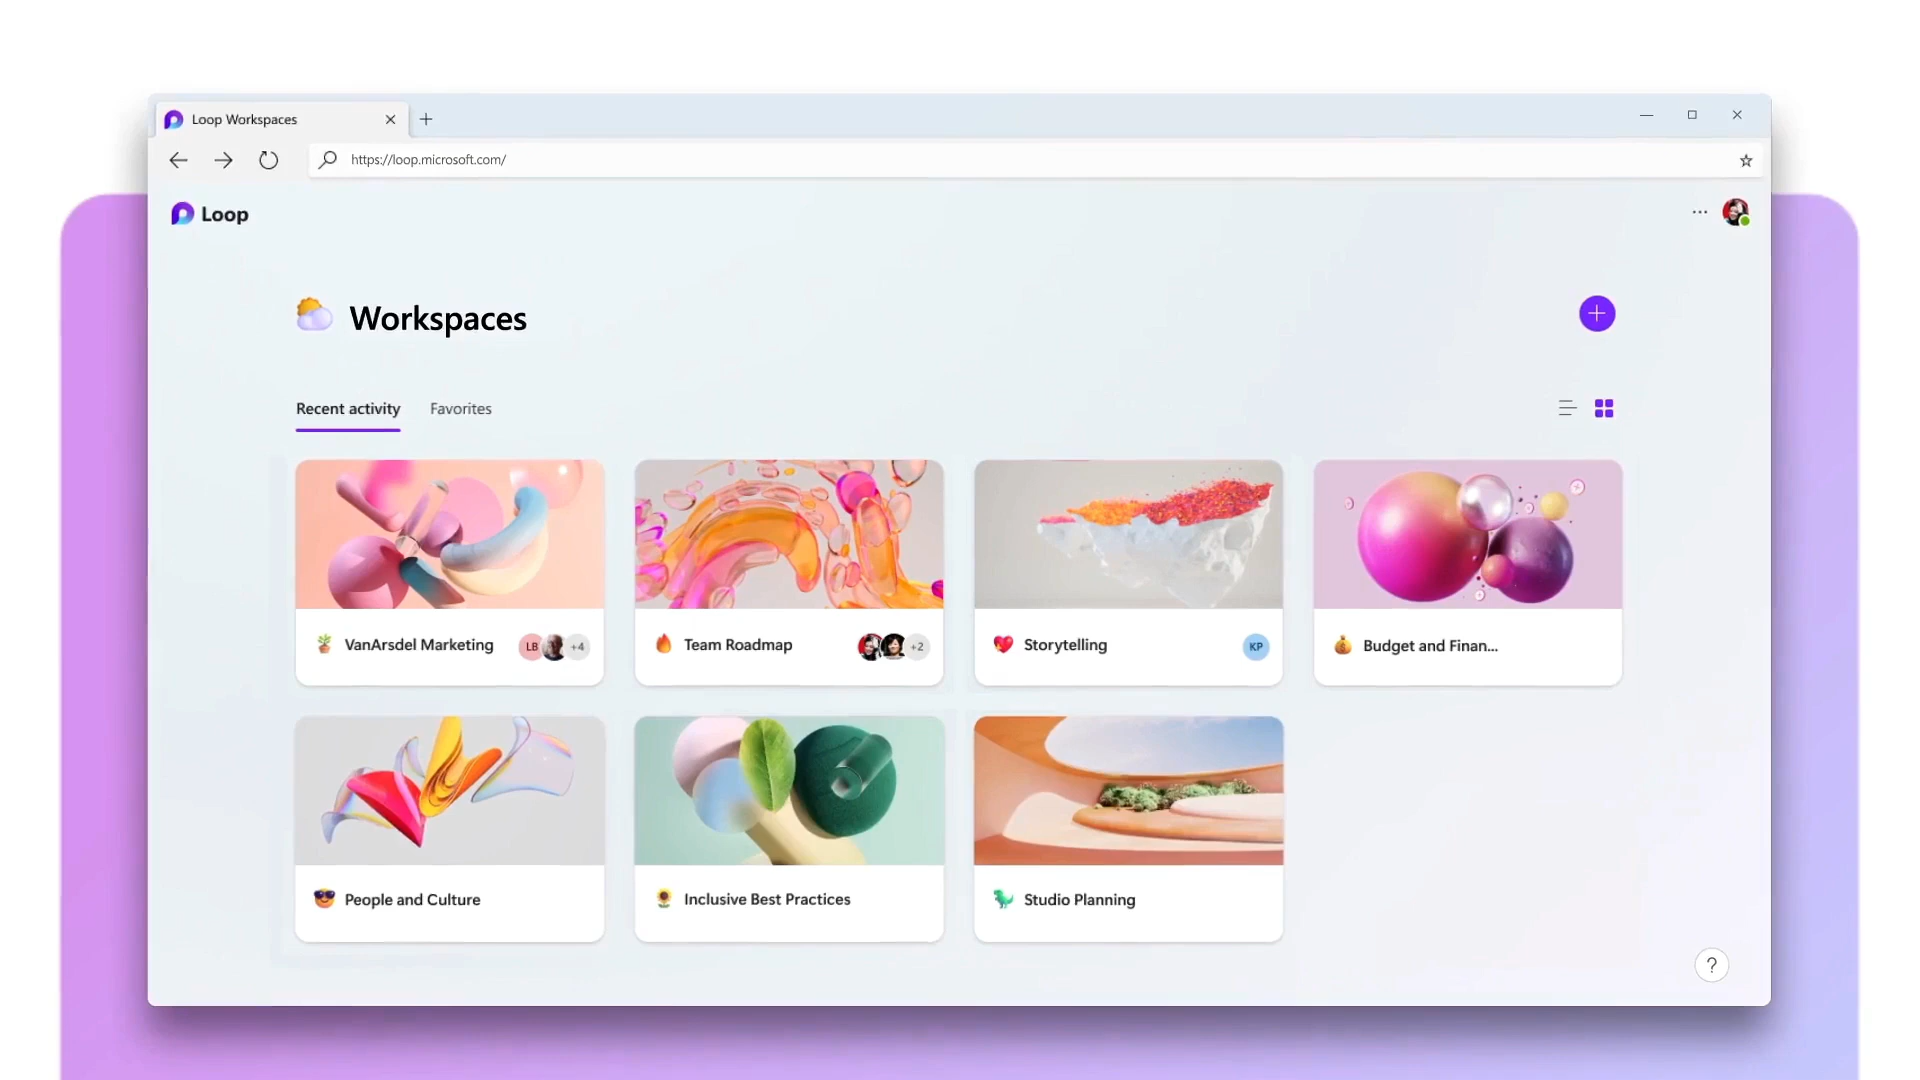 Loop Workspaces
https://loop.microsoft.com/
Loop
Workspaces
Recent activity
Favorites
VanArsdel Marketing
LB
+4
Team Roadmap
+2
Storytelling
KP
Budget and Finan...
People and Culture
Inclusive Best Practices
Studio Planning
?